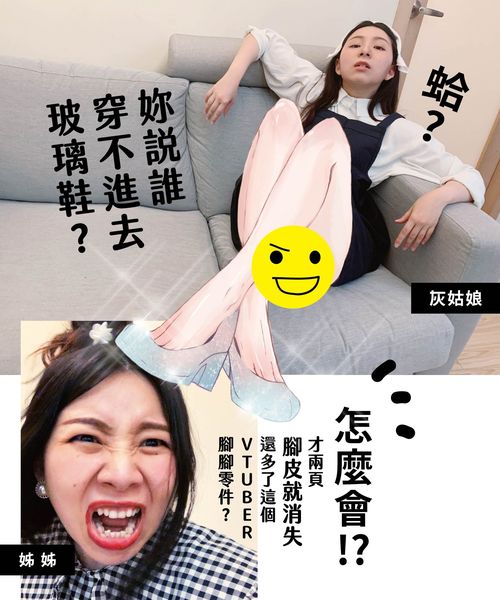 妳說誰
穿不進去
玻璃鞋？
蛤？
灰姑娘
怎麼會!?
才兩頁
腳皮就消失
還多了這個
VTUBER
腳腳零件？
姊姊